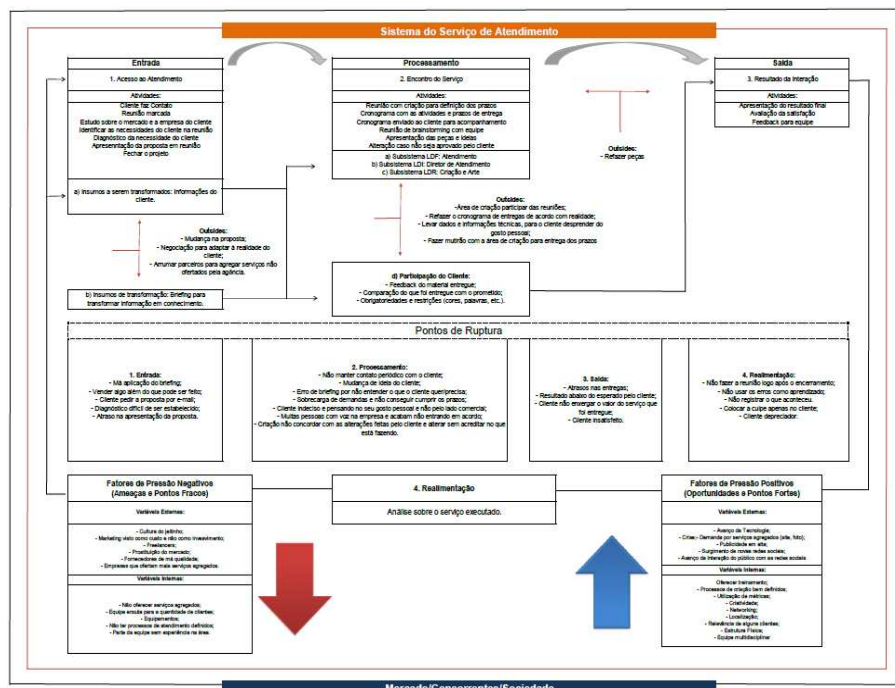 Sistema do Serviço de Atendimento
Entrada
1. Acesso ao Atendimento
Atividades:
Cliente faz Contato
Reunião marcada
Estudo sobre o mercado e a empresa do cliente
Identificar as necessidades do cliente na reunião
Diagnóstico da necessidade do cliente
Apresenntração da proposta em reunião
Fechar o projeto
a) Insumos a serem transformados: Informações do
cliente.
Outsides:
- Mudança na proposta;
- Negociação para adaptar à realidade do
cliente;
- Arrumar parceiros para agregar serviços não
ofertados pela agência.
b) Insumos de transformação: Briefing para
transformar informação em conhecimento.
Processamento
2. Encontro do Serviço
Atividades:
Reunião com criação para definição dos prazos
Cronograma com as atividades e prazos de entrega
Cronograma enviado ao cliente para acompanhamento
Reunião de brainstorming com equipe
Apresentação das peças e ideias
Alteração caso não seja aprovado pelo cliente
a) Subsistema LDF: Atendimento
b) Subsistema LDI: Diretor de Atendimento
c) Subsistema LDR: Criação e Arte
Outsides:
-Área de criação participar das reuniões;
- Refazer o cronograma de entregas de acordo com realidade;
- Levar dados e informações técnicas, para o cliente desprender do
gosto pessoal;
- Fazer mutirão com a área de criação para entrega dos prazos
d) Participação do Cliente:
- Feedback do material entregue;
- Comparação do que foi entregue com o prometido;
- Obrigatoriedades e restrições (cores, palavras, etc.).
Outsides:
- Refazer peças
Saída
3. Resultado da Interação
Atividades:
Apresentação do resultado final
Avaliação da satisfação
Feedback para equipe
Pontos de Ruptura
1. Entrada:
- Má aplicação do briefing;
- Vender algo além do que pode ser feito;
- Cliente pedir a proposta por e-mail;
- Diagnóstico difícil de ser estabelecido;
- Atraso na apresentação da proposta.
2. Processamento:
- Não manter contato periódico com o cliente;
- Mudança de ideia do cliente;
- Erro de briefing por não entender o que o cliente quer/precisa;
- Sobrecarga de demandas e não conseguir cumprir os prazos;
- Cliente indeciso e pensando no seu gosto pessoal e não pelo lado comercial;
- Muitas pessoas com voz na empresa e acabam não entrando em acordo;
- Criação não concordar com as alterações feitas pelo cliente e alterar sem acreditar no que
está fazendo.
3. Saída:
- Atrasos nas entregas;
- Resultado abaixo do esperado pelo cliente;
- Cliente não enxergar o valor do serviço que
foi entregue;
- Cliente insatisfeito.
4. Realimentação:
- Não fazer a reunião logo após o encerramento;
- Não usar os erros como aprendizado;
- Não registrar o que aconteceu.
- Colocar a culpa apenas no cliente;
- Cliente depreciador.
Fatores de Pressão Negativos
(Ameaças e Pontos Fracos)
Variáveis Externas:
- Cultura do jeitinho;
- Marketing visto como custo e não como investimento;
- Freelancers;
- Prostituição do mercado;
- Fornecedores de má qualidade;
- Empresas que ofertam mais serviços agregados.
Variáveis Internas:
- Não oferecer serviços agregados;
- Equipe enxuta para a quantidade de clientes;
- Equipamentos;
- Não ter processos de atendimento definidos;
- Parte da equipe sem experiência na área.
4. Realimentação
Análise sobre o serviço executado.
Fatores de Pressão Positivos
(Oportunidades e Pontos Fortes)
Variáveis Externas:
- Avanço da Tecnologia;
- Crise;- Demanda por serviços agregados (site, foto);
- Publicidade em alta;
- Surgimento de novas redes sociais;
- Avanço da interação do público com as redes sociais
Variáveis Internas:
Oferecer treinamento;
- Processos de criação bem definidos;
- Utilização de métricas;
- Criatividade;
- Networking;
- Localização;
- Relevância de alguns clientes;
- Estrutura Física;
- Equipe multidisciplinar
Mercado/Concorrentes/Sociedade